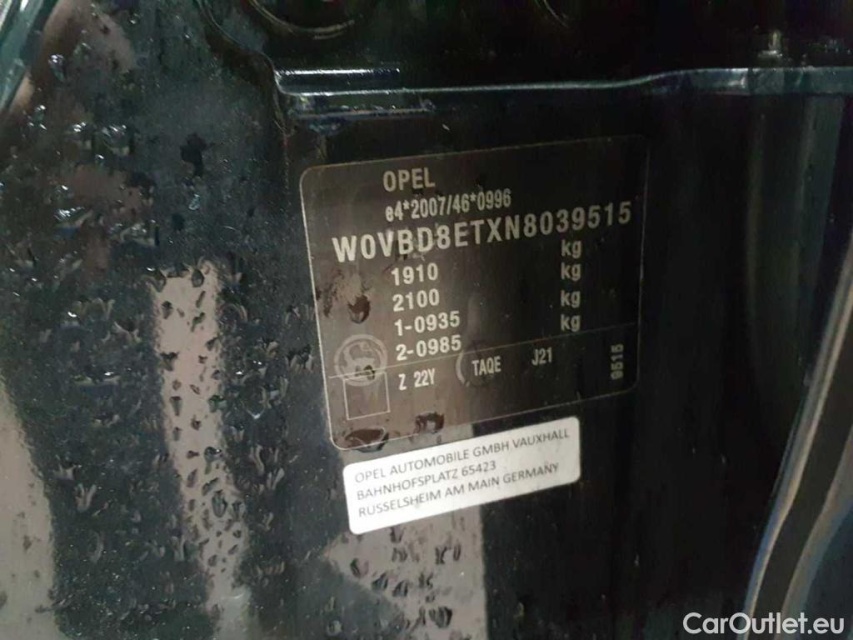 OPEL
e4*2007/46*0996
W0VBD8ETXN8039515
1910 kg
2100 kg
1-0935 kg
2-0985 kg
Z 22Y TAQE J21
9515
OPEL AUTOMOBILE GMBH VAUXHALL
BAHNHOFSPLATZ 65423
RUSSELSHEIM AM MAIN GERMANY
CarOutlet.eu